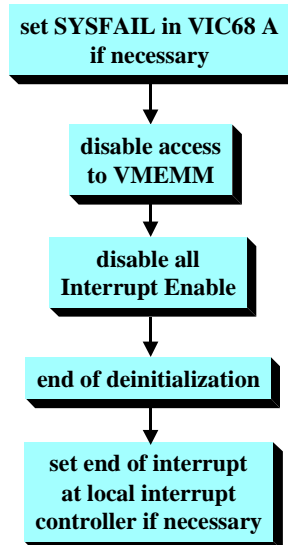 set SYSFAIL in VIC68 A
if necessary
disable access
to VMEMM
disable all
Interrupt Enable
end of deinitialization
set end of interrupt
at local interrupt
controller if necessary